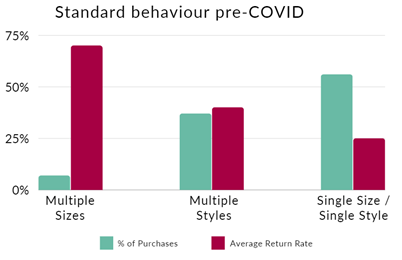 Standard behaviour pre-COVID
75%
50%
25%
0%
Multiple
Sizes
Multiple
Styles
Single Size /
Single Style
% of Purchases
Average Return Rate